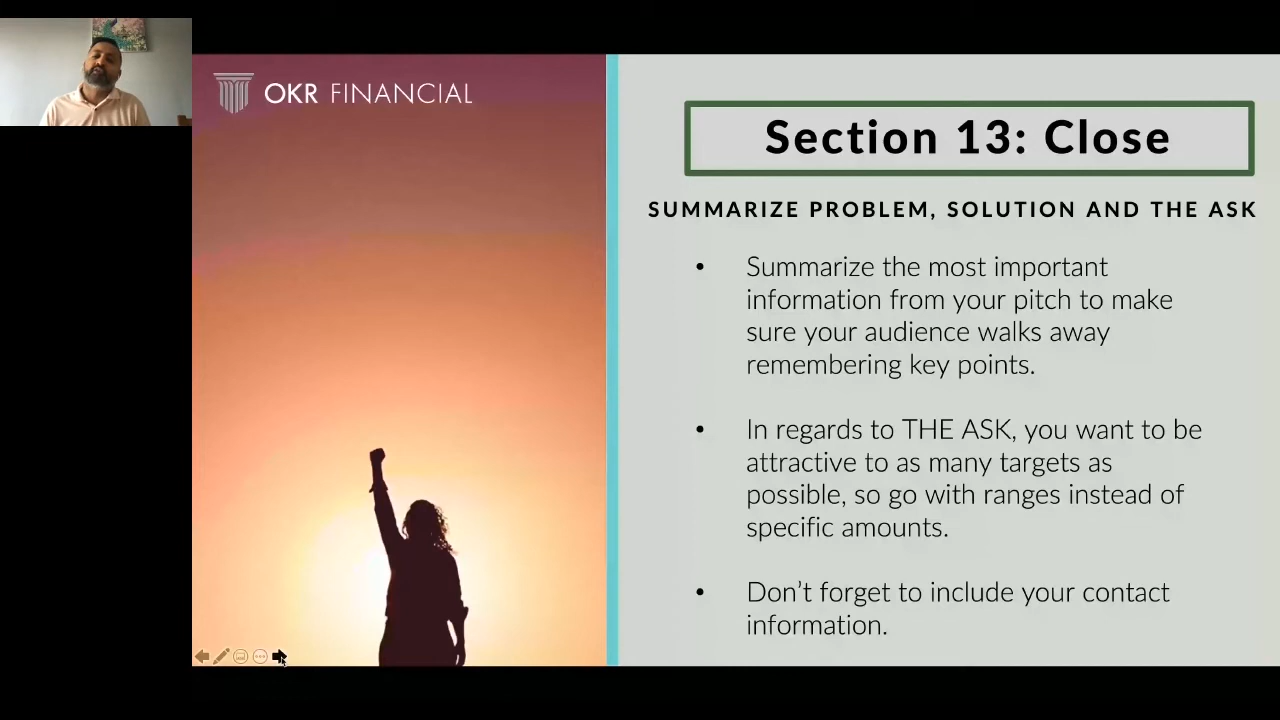 OKR FINANCIAL
Section 13: Close
SUMMARIZE PROBLEM, SOLUTION AND THE ASK
• Summarize the most important
information from your pitch to make
sure your audience walks away
remembering key points.
• In regards to THE ASK, you want to be
attractive to as many targets as
possible, so go with ranges instead of
specific amounts.
• Don’t forget to include your contact
information.